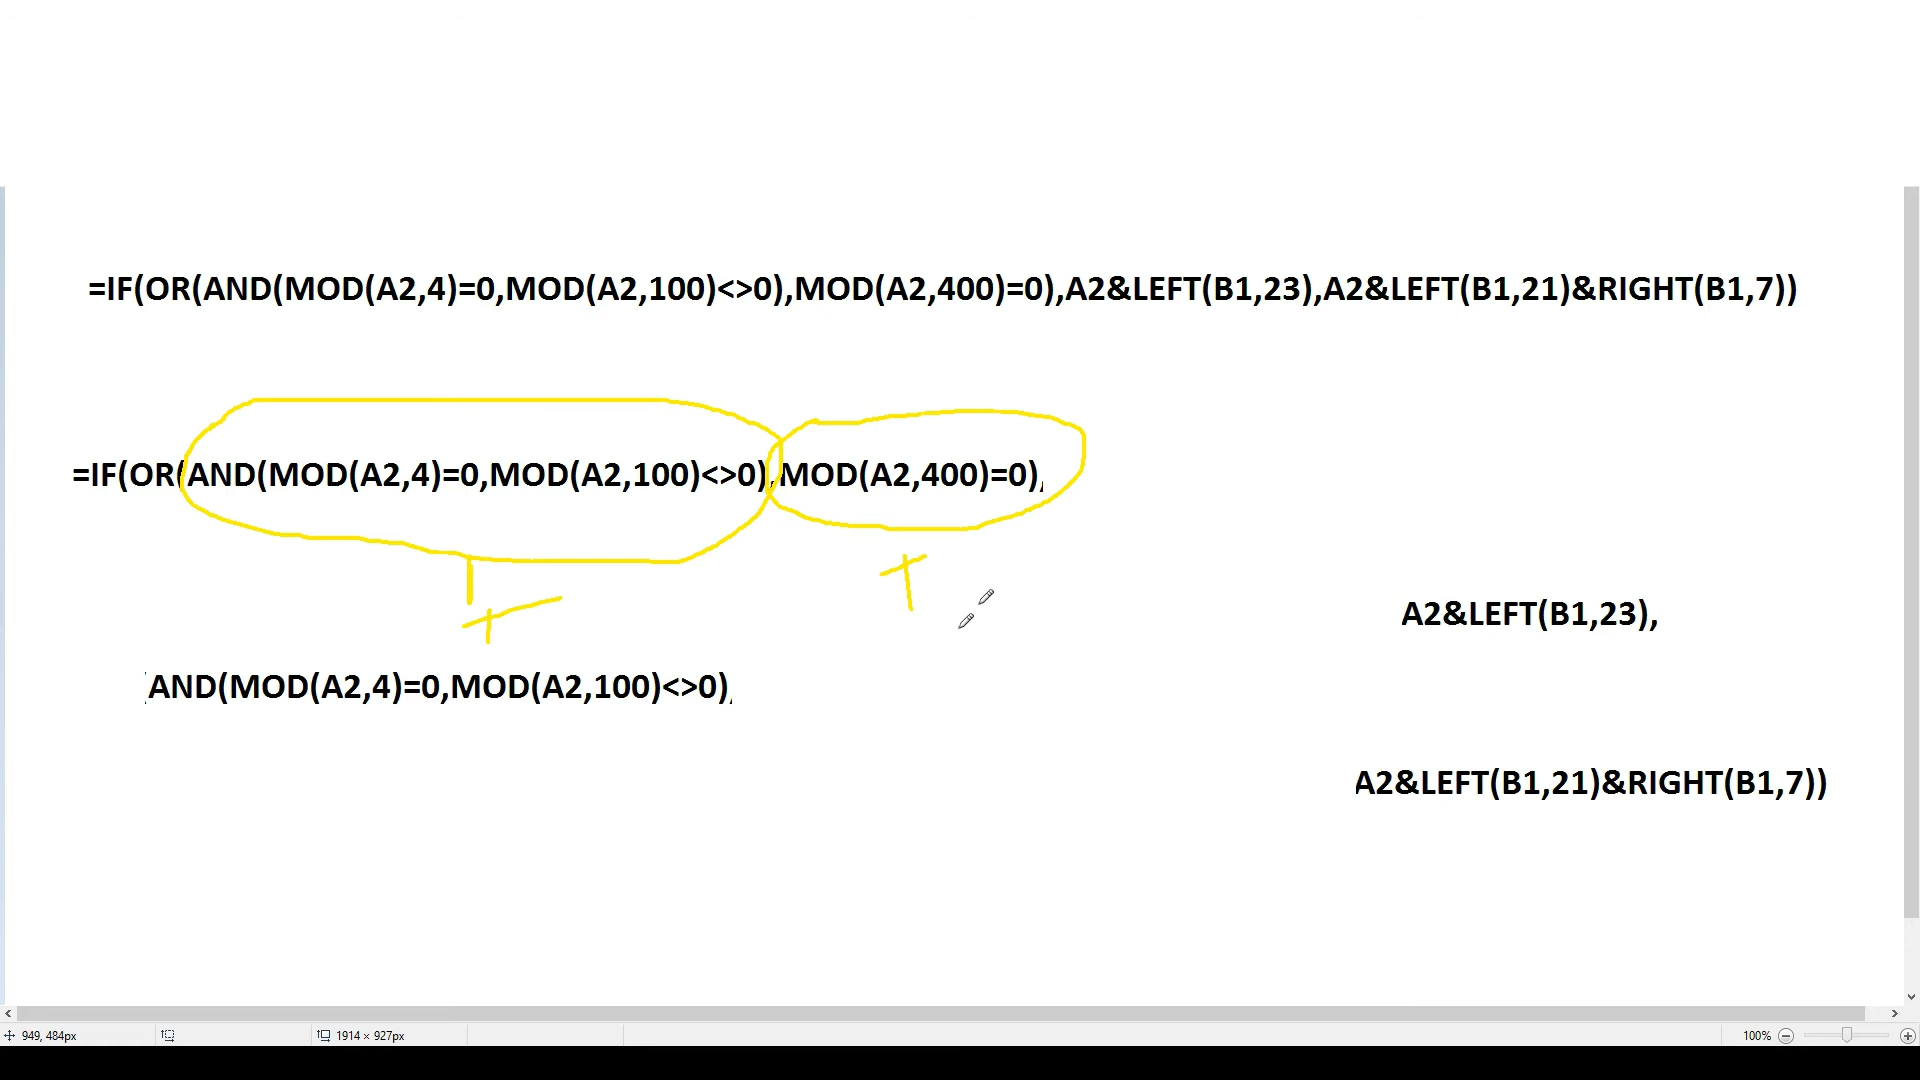 =IF(OR(AND(MOD(A2,4)=0,MOD(A2,100)<>0),MOD(A2,400)=0),A2&LEFT(B1,23),A2&LEFT(B1,21)&RIGHT(B1,7))
=IF(OR(AND(MOD(A2,4)=0,MOD(A2,100)<>0),MOD(A2,400)=0),
T
T
A2&LEFT(B1,23),
(AND(MOD(A2,4)=0,MOD(A2,100)<>0),
A2&LEFT(B1,21)&RIGHT(B1,7))
949, 484px 1914 × 927px 100%